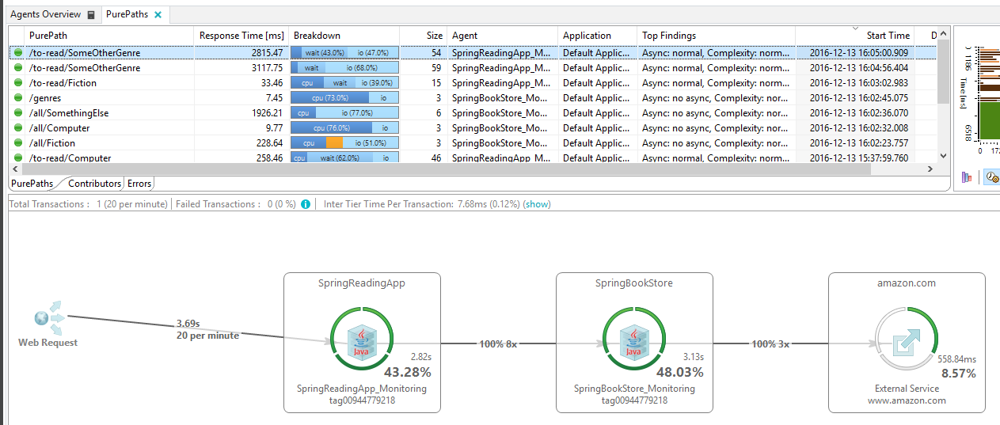 Agents Overview PurePaths
PurePath Response Time [ms] Breakdown Size Agent Application Top Findings Start Time D
/to-read/SomeOtherGenre 2815.47 wait (43.0%) io (47.0%) 54 SpringReadingApp_M... Default Applic... Async: normal, Complexity: norm... 2016-12-13 16:05:00.909
/to-read/SomeOtherGenre 3117.75 wait io (68.0%) 59 SpringReadingApp_M... Default Applic... Async: normal, Complexity: norm... 2016-12-13 16:04:56.404
/to-read/Fiction 33.46 cpu wait io (39.0%) 15 SpringReadingApp_M... Default Applic... Async: normal, Complexity: norm... 2016-12-13 16:03:02.983
/genres 7.45 cpu (73.0%) io 3 SpringBookStore_Mo... Default Applic... Async: no async, Complexity: nor... 2016-12-13 16:02:45.075
/all/SomethingElse 1926.21 cpu io (77.0%) 6 SpringBookStore_Mo... Default Applic... Async: no async, Complexity: nor... 2016-12-13 16:02:36.070
/all/Computer 9.77 cpu (76.0%) io 3 SpringBookStore_Mo... Default Applic... Async: no async, Complexity: nor... 2016-12-13 16:02:32.008
/all/Fiction 228.64 cpu io (51.0%) 3 SpringBookStore_Mo... Default Applic... Async: no async, Complexity: nor... 2016-12-13 16:02:23.757
/to-read/Computer 258.46 cpu wait (62.0%) io 46 SpringReadingApp_M... Default Applic... Async: normal, Complexity: norm... 2016-12-13 15:37:59.760
1186
Time [ms]
6518
0 172
PurePaths Contributors Errors
Total Transactions : 1 (20 per minute) Failed Transactions : 0 (0 %) Inter Tier Time Per Transaction: 7.68ms (0.12%) (show)
SpringReadingApp SpringBookStore amazon.com
Web Request
3.69s
20 per minute
Java
2.82s
43.28%
SpringReadingApp_Monitoring
tag00944779218
100% 8x
Java
3.13s
48.03%
SpringBookStore_Monitoring
tag00944779218
100% 3x
558.84ms
8.57%
External Service
www.amazon.com